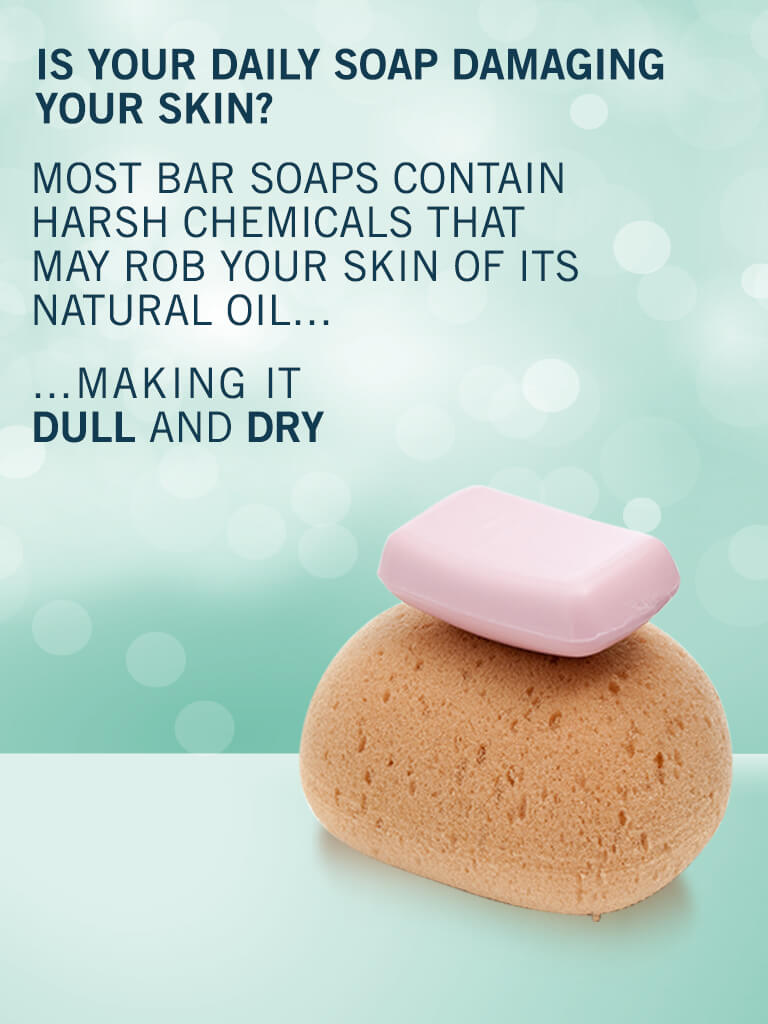 IS YOUR DAILY SOAP DAMAGING
YOUR SKIN?
MOST BAR SOAPS CONTAIN
HARSH CHEMICALS THAT
MAY ROB YOUR SKIN OF ITS
NATURAL OIL...
...MAKING IT
DULL AND DRY